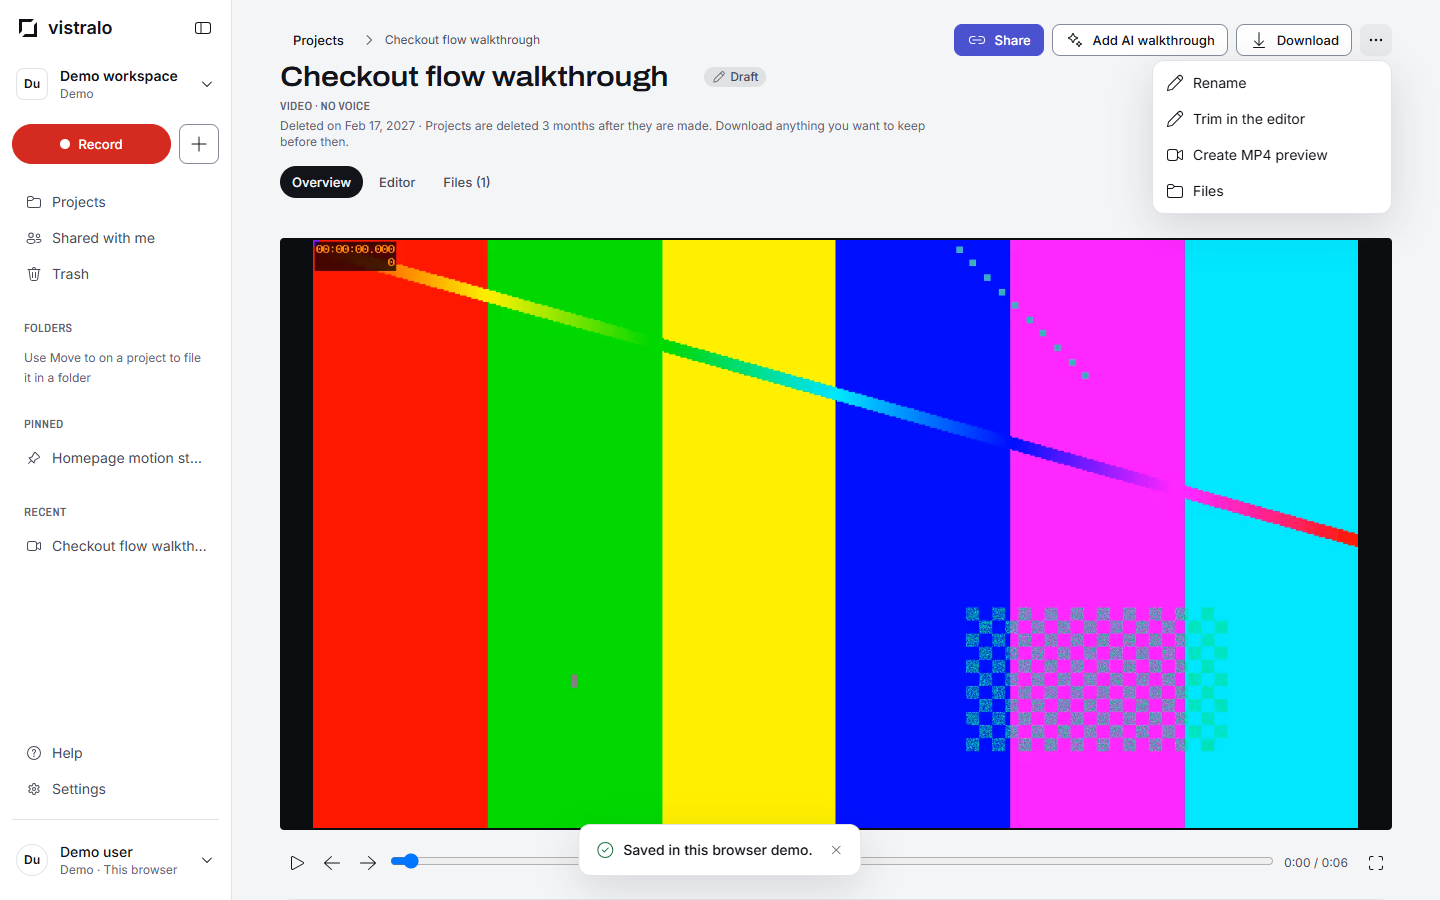 vistralo
Du
Demo workspace
Demo
Record
Projects
Shared with me
Trash
FOLDERS
Use Move to on a project to file
it in a folder
PINNED
Homepage motion st...
RECENT
Checkout flow walkth...
Help
Settings
Du
Demo user
Demo · This browser
Projects
Checkout flow walkthrough
Share
Add AI walkthrough
Download
Checkout flow walkthrough
Draft
VIDEO · NO VOICE
Deleted on Feb 17, 2027 · Projects are deleted 3 months after they are made. Download anything you want to keep
before then.
Overview
Editor
Files (1)
Rename
Trim in the editor
Create MP4 preview
Files
00:00:00.000
0
Saved in this browser demo.
0:00 / 0:06